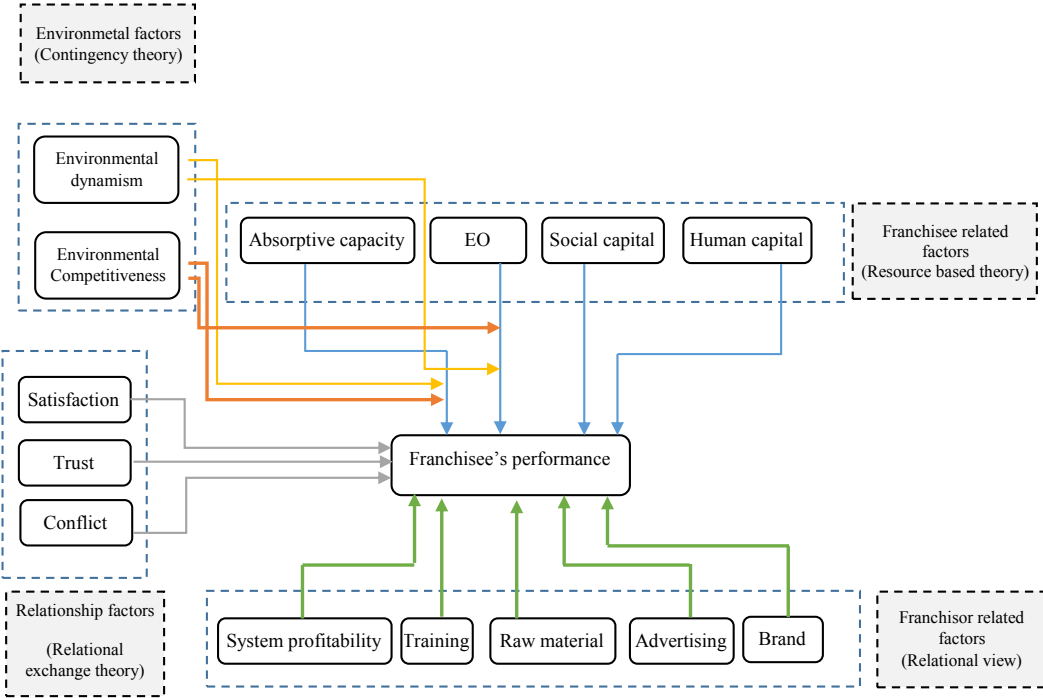 Environmetal factors
(Contingency theory)
Environmental
dynamism
Environmental
Competitiveness
Absorptive capacity
EO
Social capital
Human capital
Franchisee related
factors
(Resource based theory)
Satisfaction
Trust
Conflict
Franchisee’s performance
Relationship factors
(Relational
exchange theory)
System profitability
Training
Raw material
Advertising
Brand
Franchisor related
factors
(Relational view)